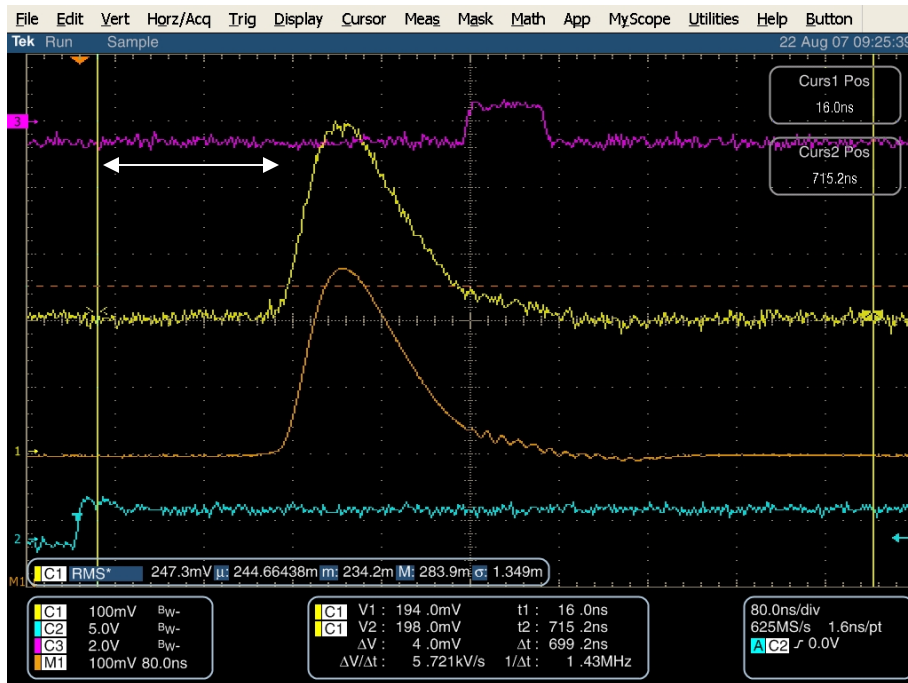 File Edit Vert Horz/Acq Trig Display Cursor Meas Mask Math App MyScope Utilities Help Button
Tek Run Sample 22 Aug 07 09:25:39
Curs1 Pos
16.0ns
3
Curs2 Pos
715.2ns
1
2
M1
C1 RMS* 247.3mV µ: 244.66438m m: 234.2m M: 283.9m σ: 1.349m
C1 100mV BW-
C2 5.0V BW-
C3 2.0V BW-
M1 100mV 80.0ns
C1 V1 : 194 .0mV t1 : 16 .0ns
C1 V2 : 198 .0mV t2 : 715 .2ns
ΔV : 4 .0mV Δt : 699 .2ns
ΔV/Δt : 5 .721kV/s 1/Δt : 1 .43MHz
80.0ns/div
625MS/s 1.6ns/pt
A C2 0.0V